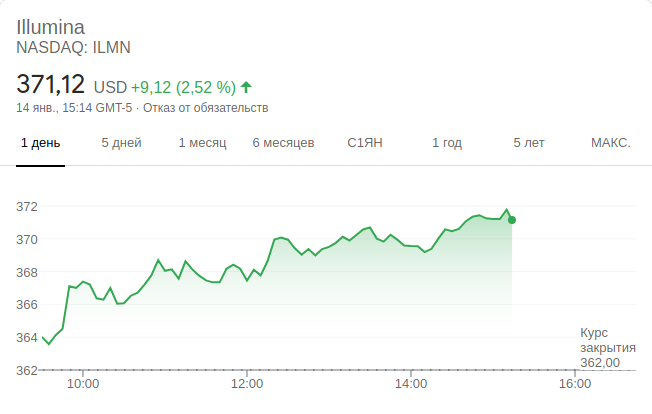 Illumina
NASDAQ: ILMN
371,12 USD +9,12 (2,52 %)
14 янв., 15:14 GMT-5 · Отказ от обязательств
1 день 5 дней 1 месяц 6 месяцев С1ЯН 1 год 5 лет МАКС.
372
370
368
366
364
362
Курс
закрытия
362,00
10:00 12:00 14:00 16:00